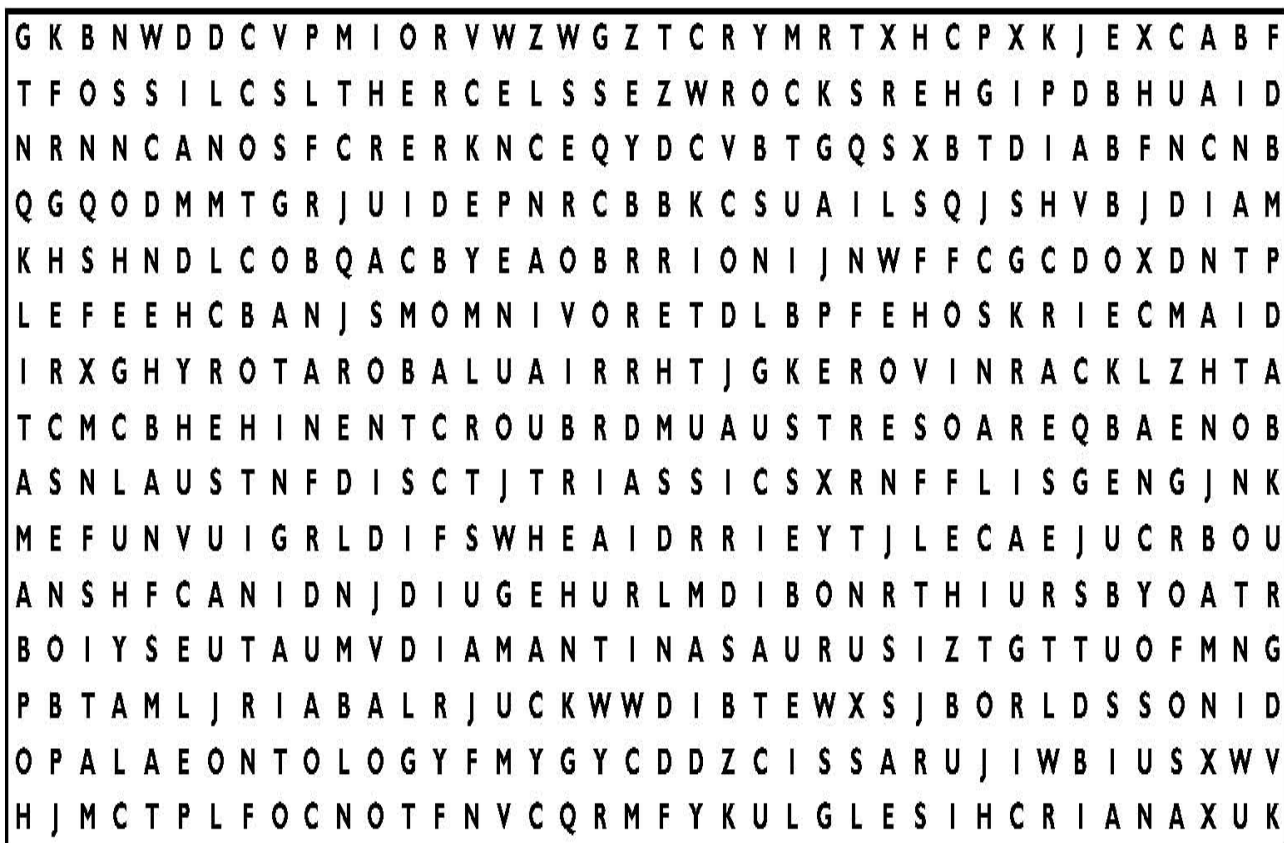 G K B N W D D C V P M I O R V W Z W G Z T C R Y M R T X H C P X K J E X C A B F
T F O S S I L C S L T H E R C E L S S E Z W R O C K S R E H G I P D B H U A I D
N R N N C A N O S F C R E R K N C E Q Y D C V B T G Q S X B T D I A B F N C N B
Q G Q O D M M T G R J U I D E P N R C B B K C S U A I L S Q J S H V B J D I A M
K H S H N D L C O B Q A C B Y E A O B R R I O N I J N W F F C G C D O X D N T P
L E F E E H C B A N J S M O M N I V O R E T D L B P F E H O S K R I E C M A I D
I R X G H Y R O T A R O B A L U A I R R H T J G K E R O V I N R A C K L Z H T A
T C M C B H E H I N E N T C R O U B R D M U A U S T R E S O A R E Q B A E N O B
A S N L A U S T N F D I S C T J T R I A S S I C S X R N F F L I S G E N G J N K
M E F U N V U I G R L D I F S W H E A I D R R I E Y T J L E C A E J U C R B O U
A N S H F C A N I D N J D I U G E H U R L M D I B O N R T H I U R S B Y O A T R
B O I Y S E U T A U M V D I A M A N T I N A S A U R U S I Z T G T T U O F M N G
P B T A M L J R I A B A L R J U C K W W D I B T E W X S J B O R L D S S O N I D
O P A L A E O N T O L O G Y F M Y G Y C D D Z C I S S A R U J I W B I U S X W V
H J M C T P L F O C N O T F N V C Q R M F Y K U L G L E S I H C R I A N A X U K